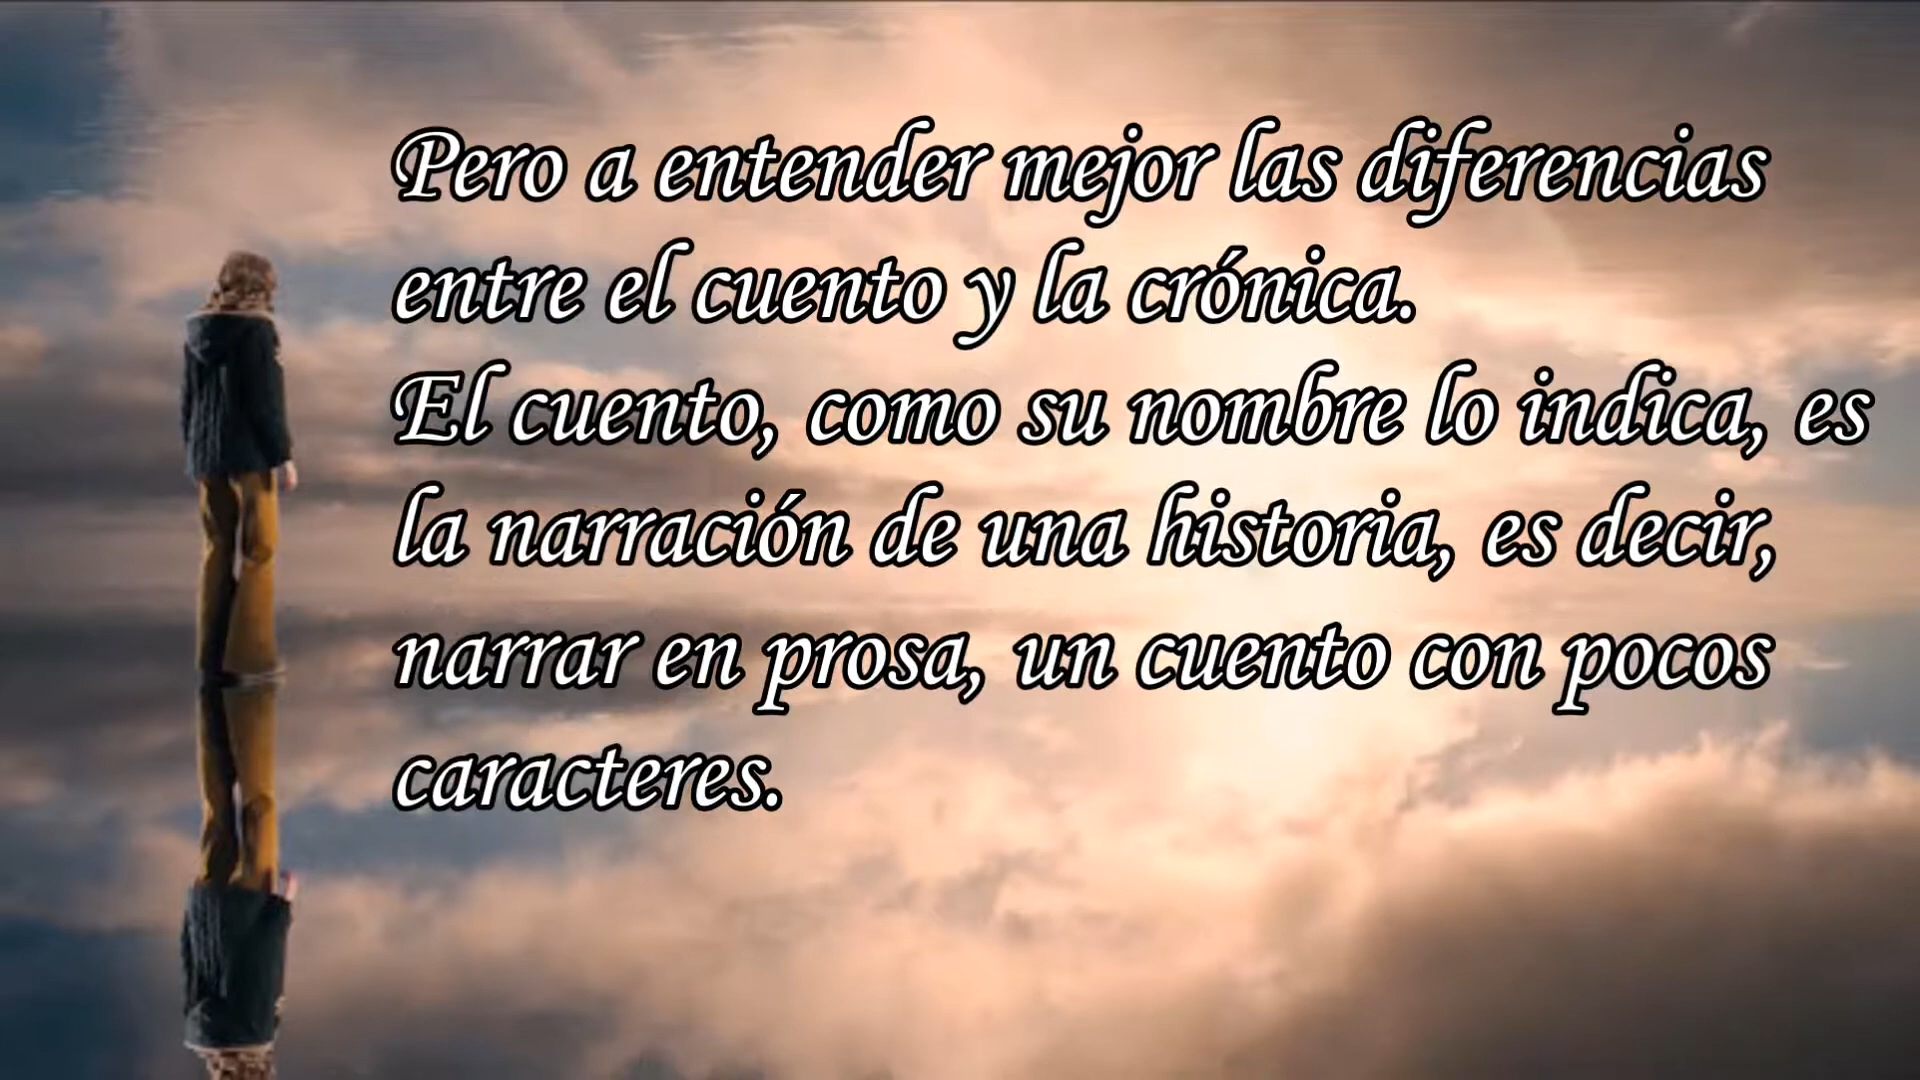 Pero a entender mejor las diferencias
entre el cuento y la crónica.
El cuento, como su nombre lo indica, es
la narración de una historia, es decir,
narrar en prosa, un cuento con pocos
caracteres.